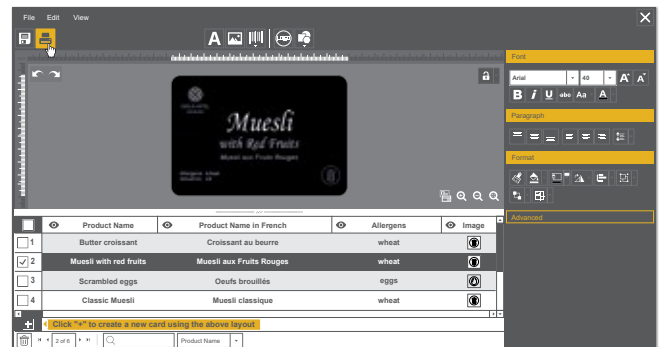 File Edit View
A
Font
Arial 40 A A
B i U abc Aa A
Paragraph
Format
Advanced
Muesli
with Red Fruits
Muesli aux Fruits Rouges
Product Name Product Name in French Allergens Image
1 Butter croissant Croissant au beurre wheat
2 Muesli with red fruits Muesli aux Fruits Rouges wheat
3 Scrambled eggs Oeufs brouillés eggs
4 Classic Muesli Muesli classique wheat
Click "+" to create a new card using the above layout
2 of 6 Product Name